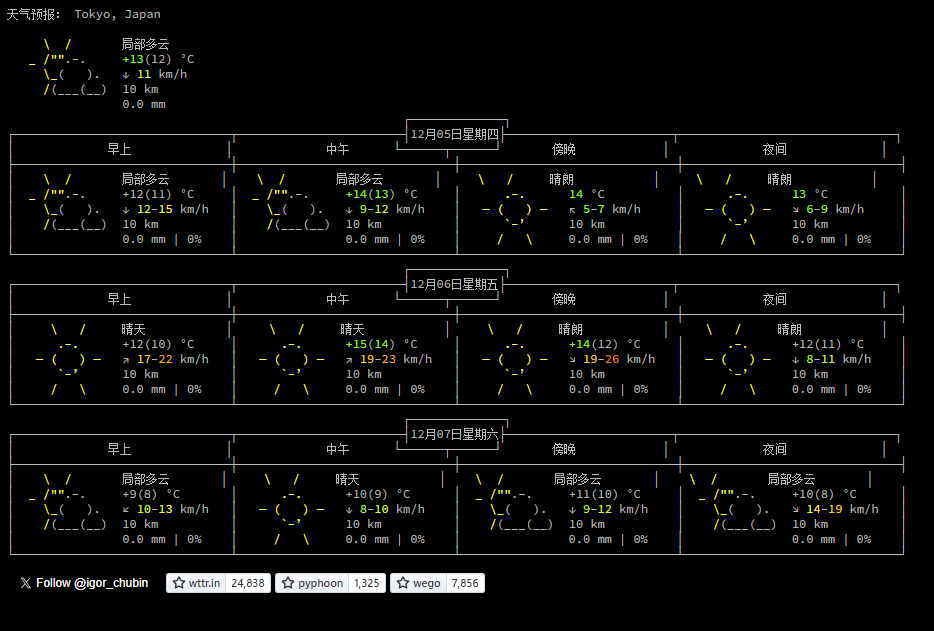 天气预报： Tokyo, Japan
局部多云
+13(12) °C
↓ 11 km/h
10 km
0.0 mm
12月05日星期四
早上 中午 傍晚 夜间
局部多云 局部多云 晴朗 晴朗
+12(11) °C +14(13) °C 14 °C 13 °C
↓ 12-15 km/h ↓ 9-12 km/h ↖ 5-7 km/h ↘ 6-9 km/h
10 km 10 km 10 km 10 km
0.0 mm | 0% 0.0 mm | 0% 0.0 mm | 0% 0.0 mm | 0%
12月06日星期五
早上 中午 傍晚 夜间
晴天 晴天 晴朗 晴朗
+12(10) °C +15(14) °C +14(12) °C +12(11) °C
↗ 17-22 km/h ↗ 19-23 km/h ↘ 19-26 km/h ↓ 8-11 km/h
10 km 10 km 10 km 10 km
0.0 mm | 0% 0.0 mm | 0% 0.0 mm | 0% 0.0 mm | 0%
12月07日星期六
早上 中午 傍晚 夜间
局部多云 晴天 局部多云 局部多云
+9(8) °C +10(9) °C +11(10) °C +10(8) °C
↙ 10-13 km/h ↓ 8-10 km/h ↓ 9-12 km/h ↘ 14-19 km/h
10 km 10 km 10 km 10 km
0.0 mm | 0% 0.0 mm | 0% 0.0 mm | 0% 0.0 mm | 0%
Follow @igor_chubin wttr.in 24,838 pyphoon 1,325 wego 7,856